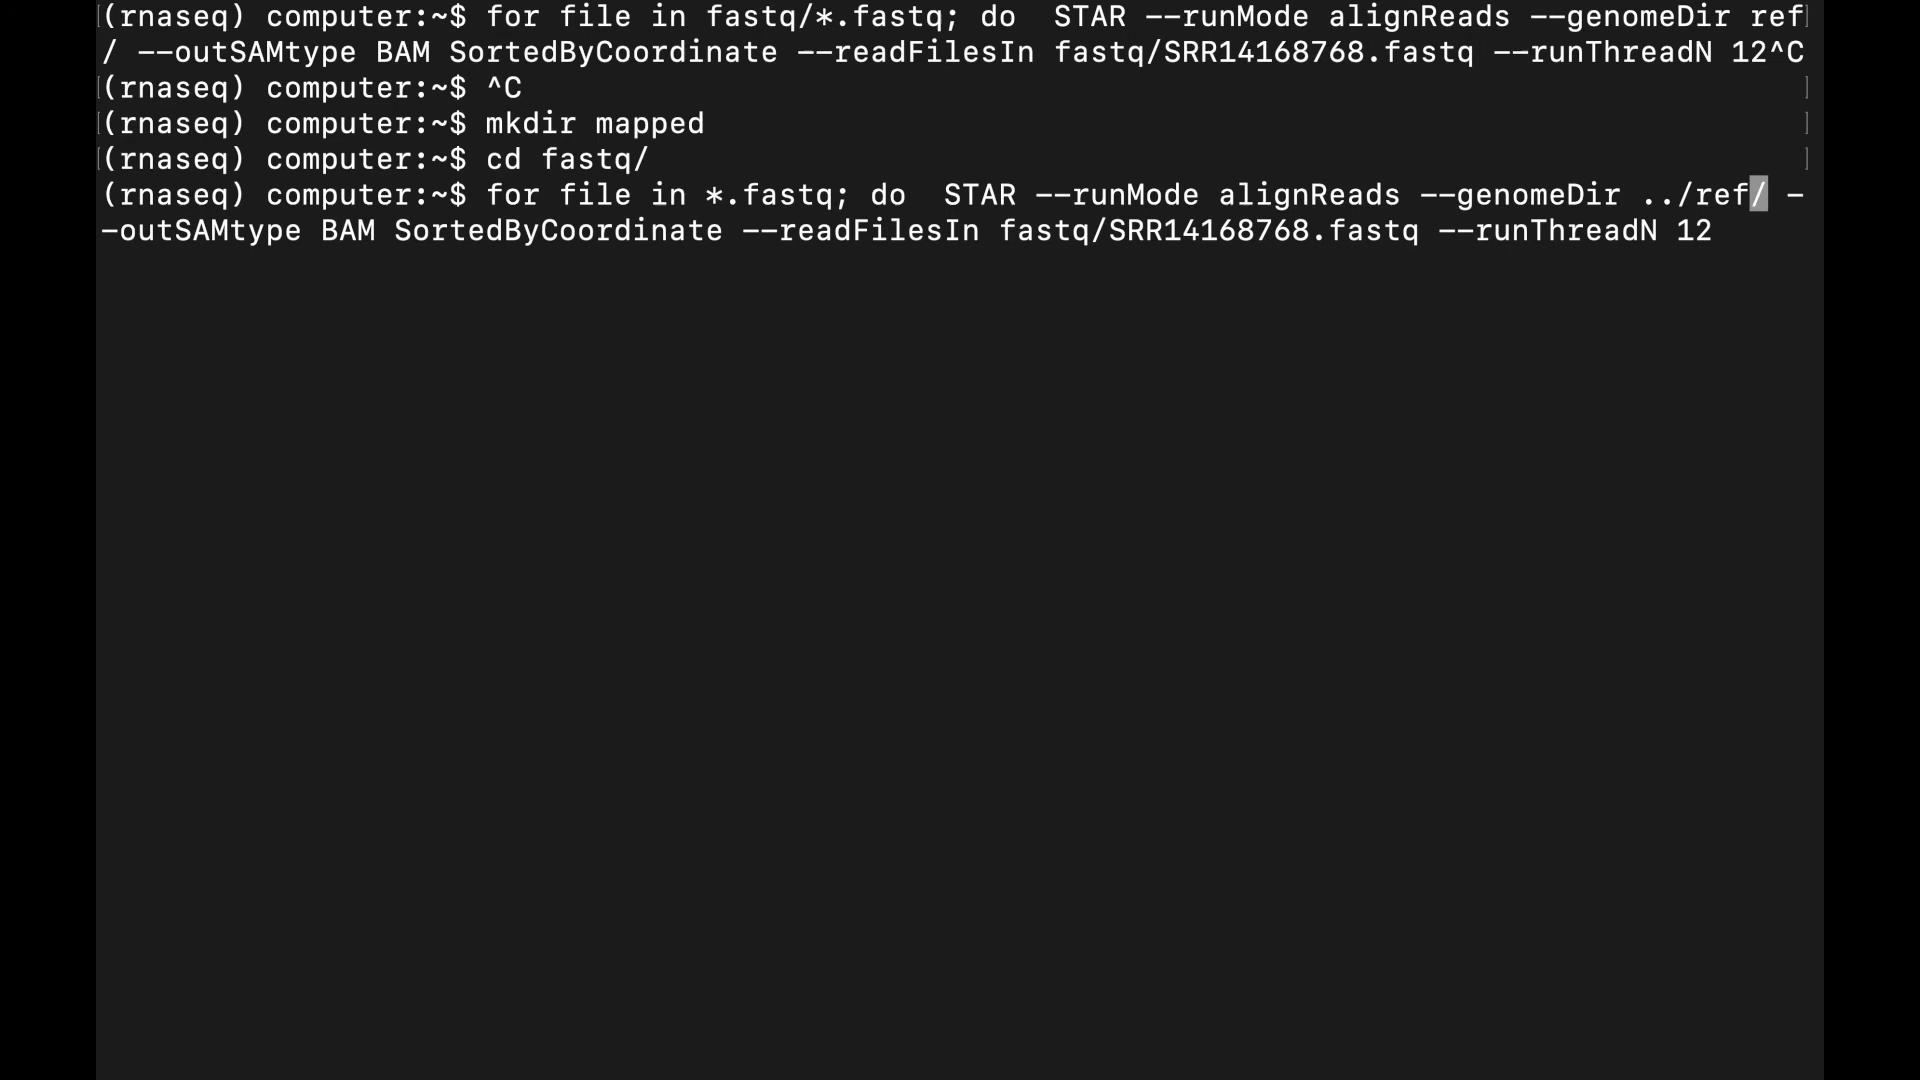 (rnaseq) computer:~$ for file in fastq/*.fastq; do  STAR --runMode alignReads --genomeDir ref
/ --outSAMtype BAM SortedByCoordinate --readFilesIn fastq/SRR14168768.fastq --runThreadN 12^C
(rnaseq) computer:~$ ^C
(rnaseq) computer:~$ mkdir mapped
(rnaseq) computer:~$ cd fastq/
(rnaseq) computer:~$ for file in *.fastq; do  STAR --runMode alignReads --genomeDir ../ref/ -
-outSAMtype BAM SortedByCoordinate --readFilesIn fastq/SRR14168768.fastq --runThreadN 12